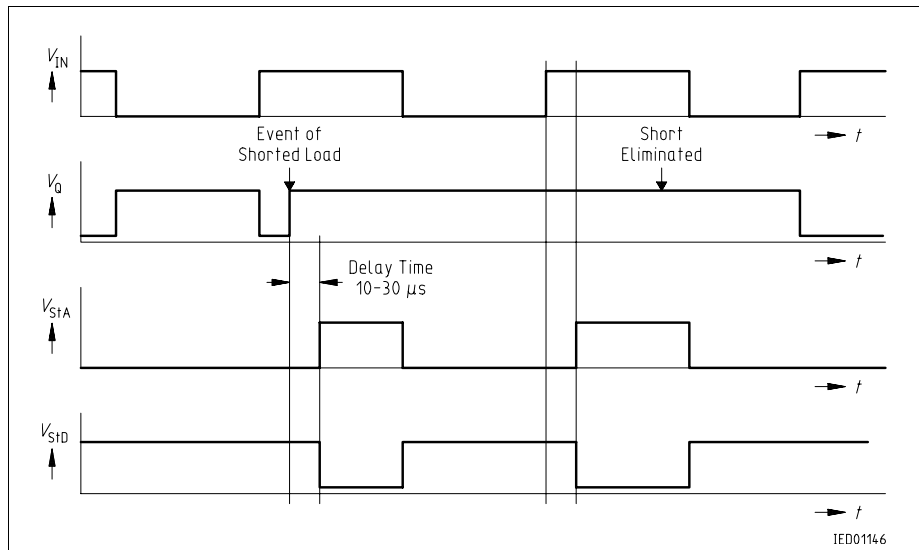 V_IN
t
Event of
Shorted Load
Short
Eliminated
V_Q
t
Delay Time
10-30 μs
V_StA
t
V_StD
t
IED01146